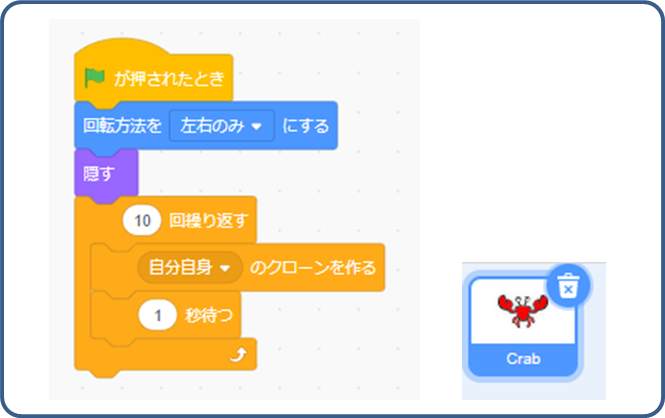 が押されたとき
回転方法を 左右のみ にする
隠す
10 回繰り返す
自分自身 のクローンを作る
1 秒待つ
Crab